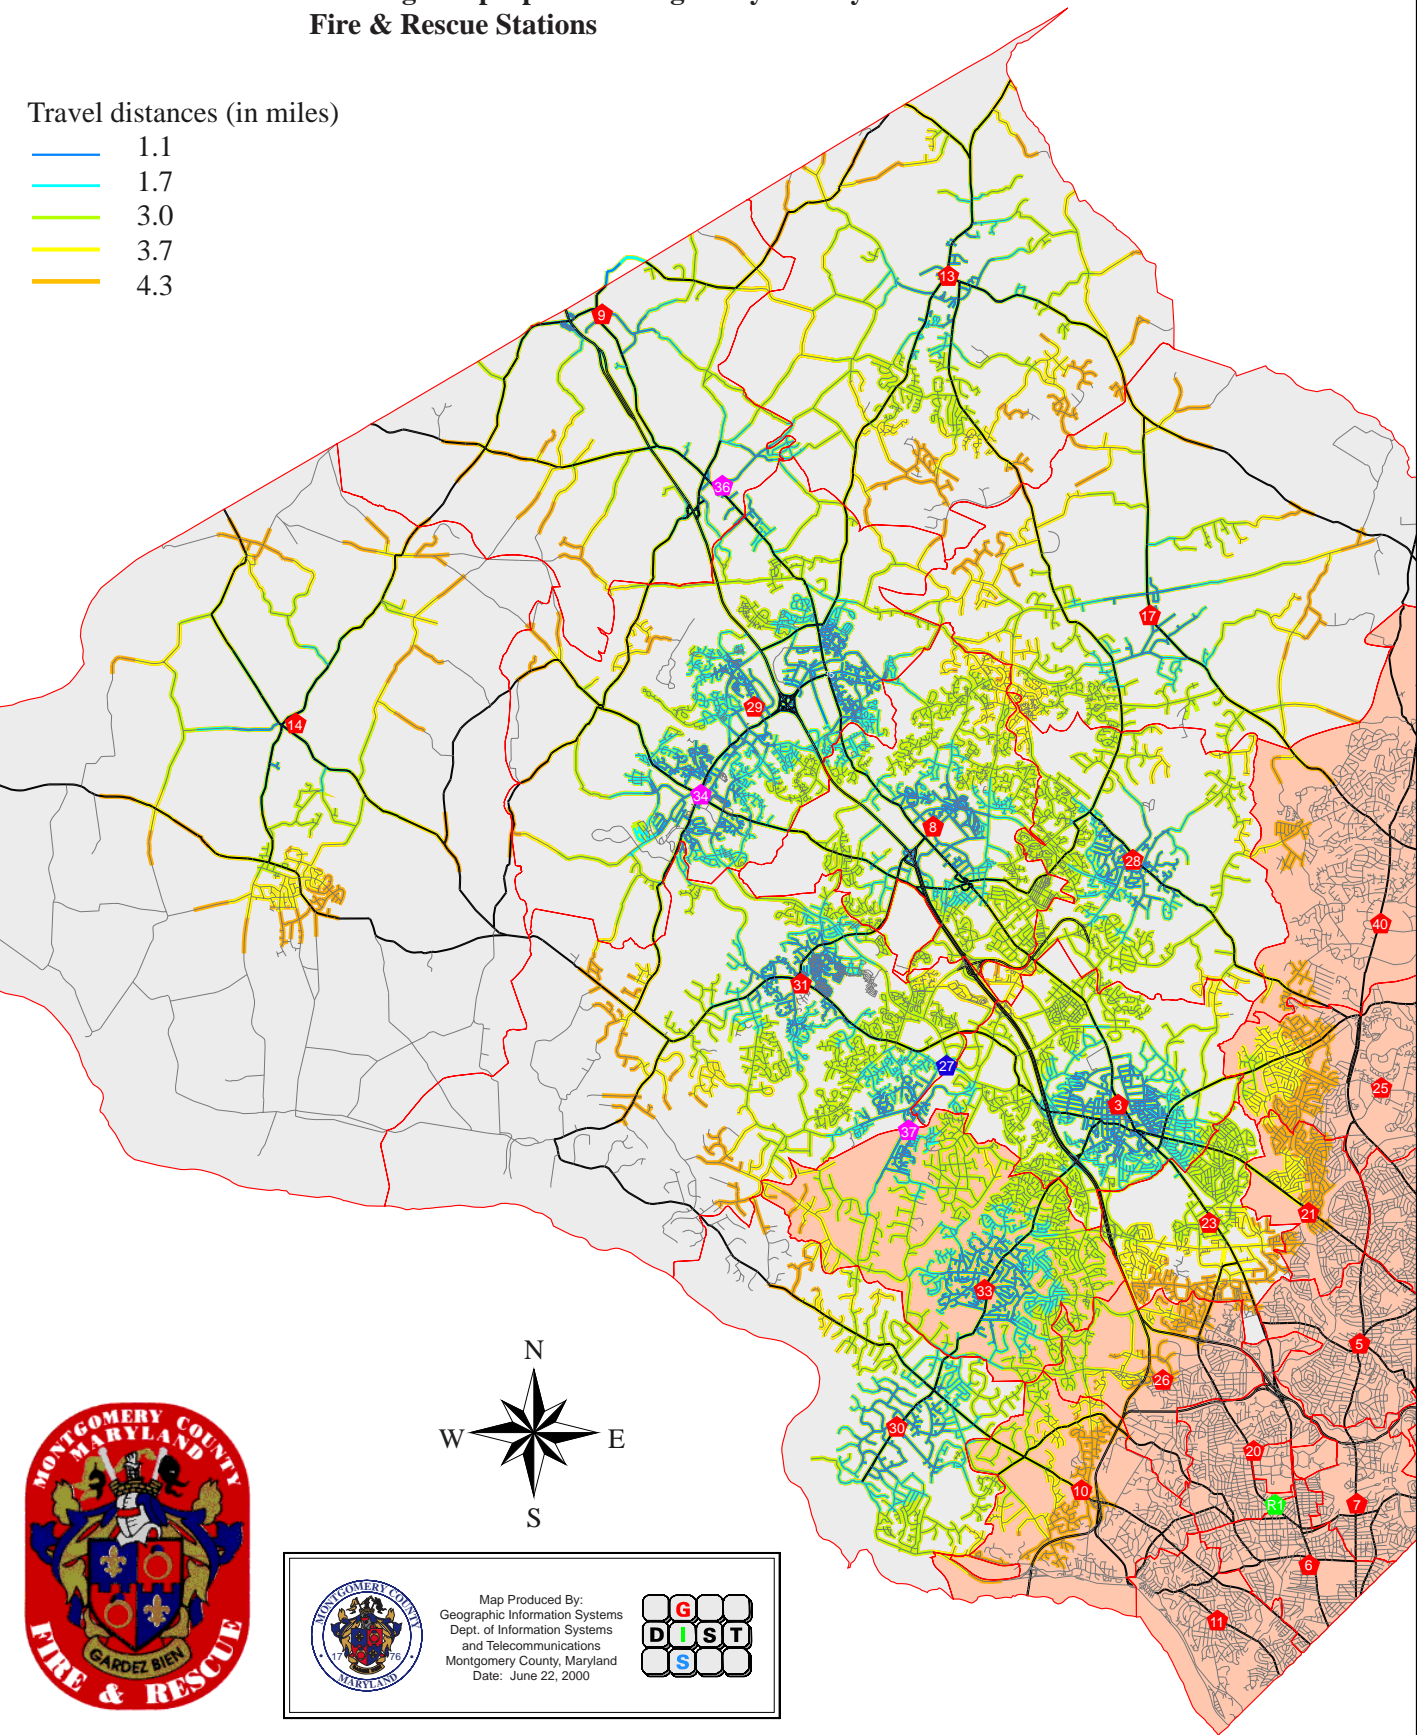 Fire & Rescue Stations
Travel distances (in miles)
1.1
1.7
3.0
3.7
4.3
13
9
36
17
14
29
34
8
28
40
31
27
25
3
37
23
21
33
5
26
30
20
10
R1
7
6
11
N
W E
S
MONTGOMERY COUNTY
MARYLAND
GARDEZ BIEN
FIRE & RESCUE
MONTGOMERY COUNTY
17 76
MARYLAND
Map Produced By:
Geographic Information Systems
Dept. of Information Systems
and Telecommunications
Montgomery County, Maryland
Date: June 22, 2000
G
D I S T
S